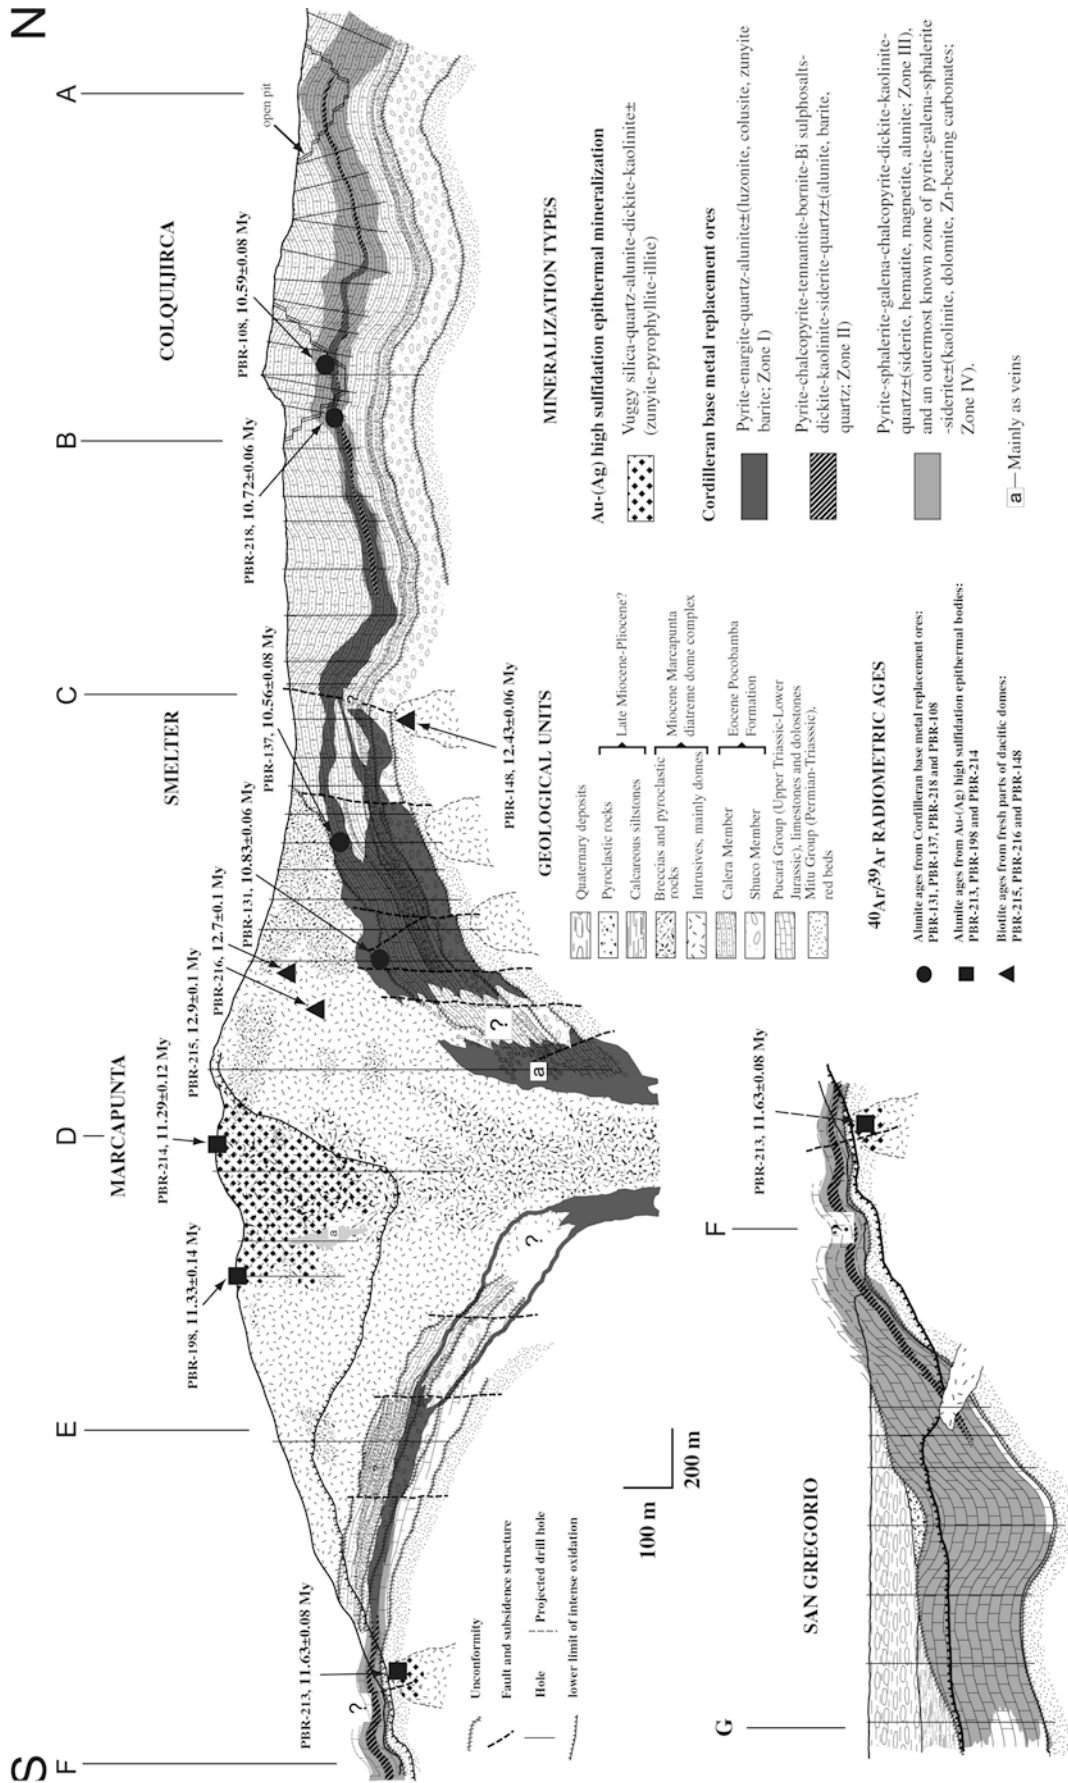 S
N
F
E
D
C
B
A
MARCAPUNTA
SMELTER
COLQUIJIRCA
open pit
PBR-213, 11.63±0.08 My
PBR-198, 11.33±0.14 My
PBR-214, 11.29±0.12 My
PBR-215, 12.9±0.1 My
PBR-216, 12.7±0.1 My
PBR-131, 10.83±0.06 My
PBR-137, 10.56±0.08 My
PBR-148, 12.43±0.06 My
PBR-218, 10.72±0.06 My
PBR-108, 10.59±0.08 My
?
a
?
a
?
?
Unconformity
Fault and subsidence structure
Hole
Projected drill hole
lower limit of intense oxidation
100 m
200 m
GEOLOGICAL UNITS
Quaternary deposits
Pyroclastic rocks
Calcareous siltstones
Late Miocene-Pliocene?
Breccias and pyroclastic
rocks
Intrusives, mainly domes
Miocene Marcapunta
diatreme dome complex
Calera Member
Shuco Member
Eocene Pocobamba
Formation
Pucará Group (Upper Triassic-Lower
Jurassic), limestones and dolostones
Mitu Group (Permian-Triasssic),
red beds
MINERALIZATION TYPES
Au-(Ag) high sulfidation epithermal mineralization
Vuggy silica-quartz-alunite-dickite-kaolinite±
(zunyite-pyrophyllite-illite)
Cordilleran base metal replacement ores
Pyrite-enargite-quartz-alunite±(luzonite, colusite, zunyite
barite; Zone I)
Pyrite-chalcopyrite-tennantite-bornite-Bi sulphosalts-
dickite-kaolinite-siderite-quartz±(alunite, barite,
quartz; Zone II)
Pyrite-sphalerite-galena-chalcopyrite-dickite-kaolinite-
quartz±(siderite, hematite, magnetite, alunite; Zone III),
and an outermost known zone of pyrite-galena-sphalerite
-siderite±(kaolinite, dolomite, Zn-bearing carbonates;
Zone IV).
a — Mainly as veins
40Ar/39Ar RADIOMETRIC AGES
Alunite ages from Cordilleran base metal replacement ores:
PBR-131, PBR-137, PBR-218 and PBR-108
Alunite ages from Au-(Ag) high sulfidation epithermal bodies:
PBR-213, PBR-198 and PBR-214
Biotite ages from fresh parts of dacitic domes:
PBR-215, PBR-216 and PBR-148
SAN GREGORIO
G
F
?
PBR-213, 11.63±0.08 My